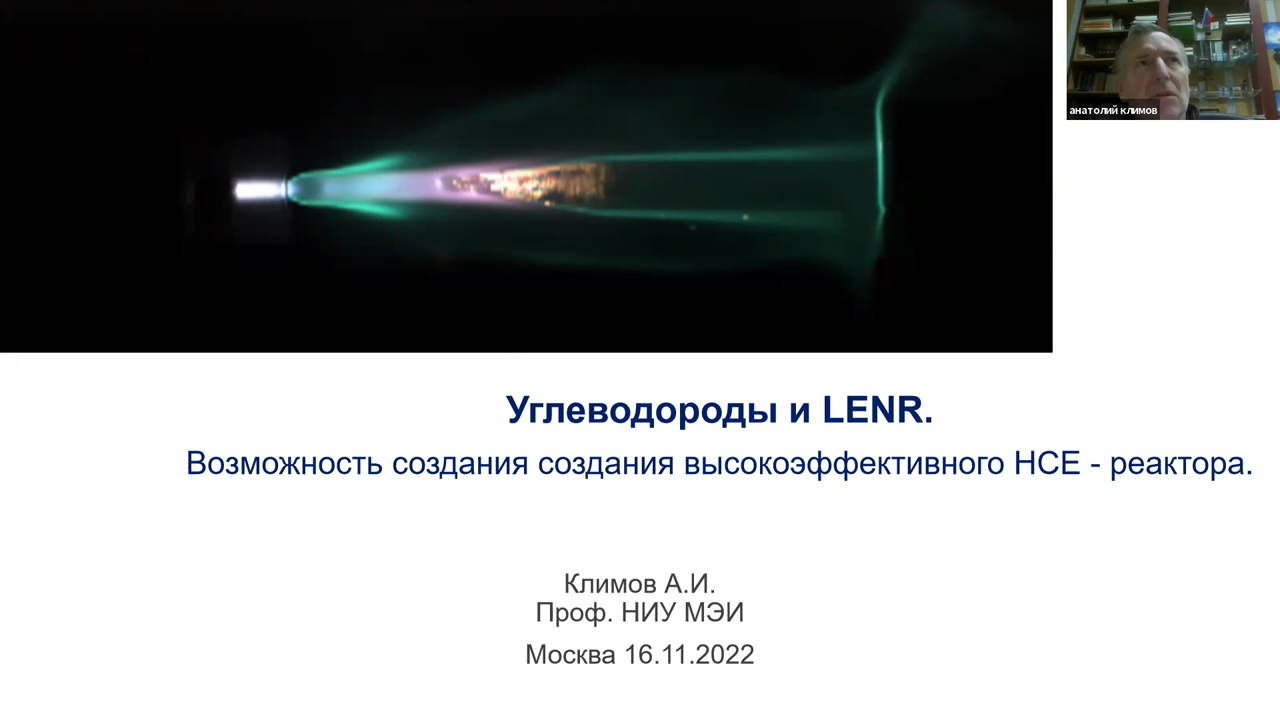 анатолий климов
Углеводороды и LENR.
Возможность создания создания высокоэффективного НСЕ - реактора.
Климов А.И.
Проф. НИУ МЭИ
Москва 16.11.2022